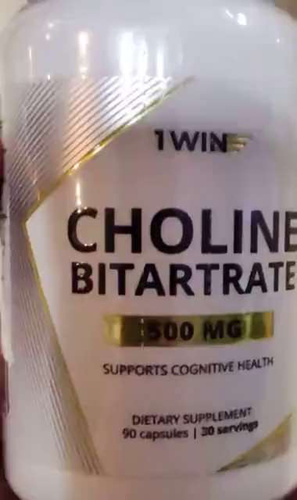 1WIN
CHOLINE
BITARTRATE
500 MG
SUPPORTS COGNITIVE HEALTH
DIETARY SUPPLEMENT
90 capsules | 30 servings